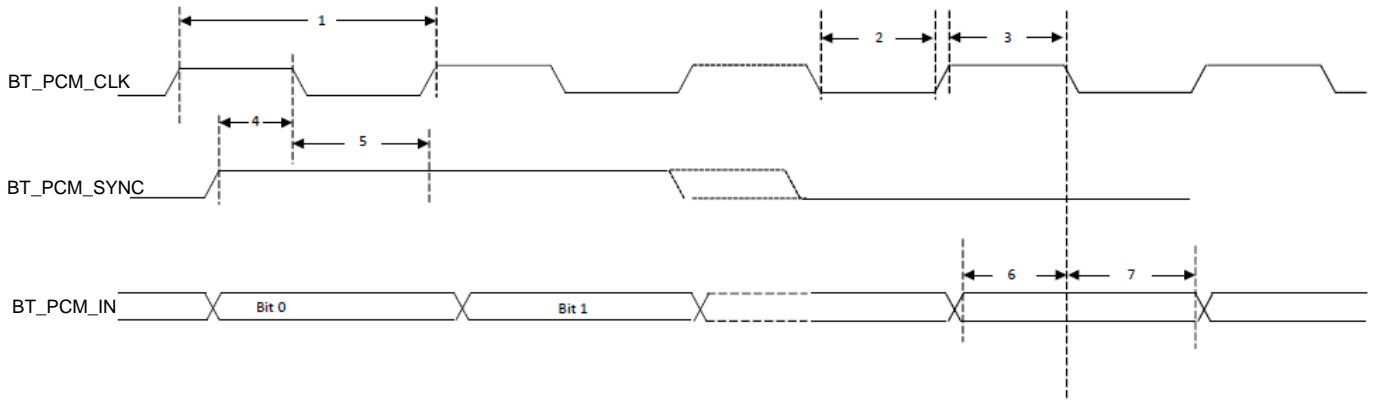 1
2
3
BT_PCM_CLK
4
5
BT_PCM_SYNC
6
7
BT_PCM_IN
Bit 0
Bit 1